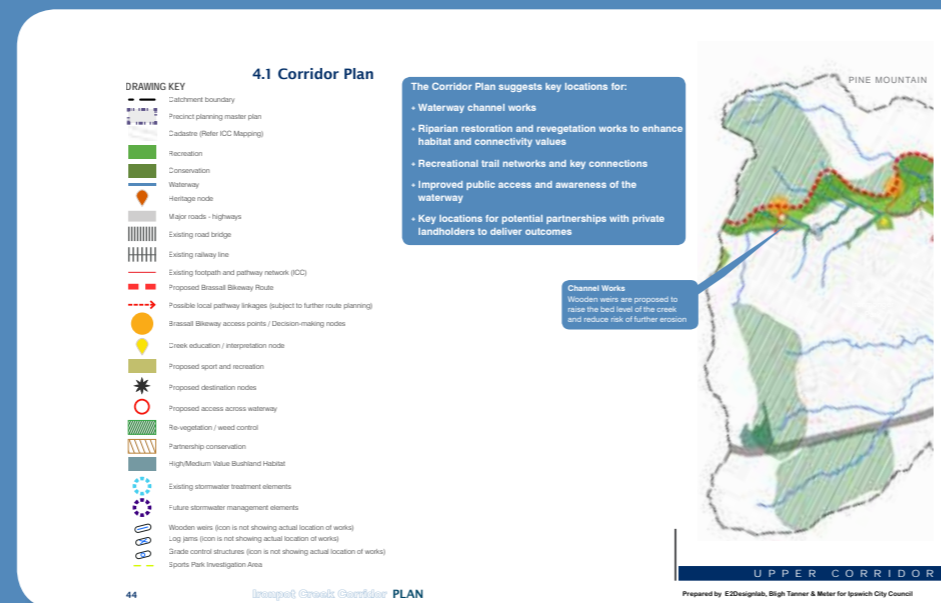 4.1 Corridor Plan
DRAWING KEY
Catchment boundary
Precinct planning master plan
Cadastre (Refer ICC Mapping)
Recreation
Conservation
Waterway
Heritage node
Major roads - highways
Existing road bridge
Existing railway line
Existing footpath and pathway network (ICC)
Proposed Brassall Bikeway Route
Possible local pathway linkages (subject to further route planning)
Brassall Bikeway access points / Decision-making nodes
Creek education / interpretation node
Proposed sport and recreation
Proposed destination nodes
Proposed access across waterway
Re-vegetation / weed control
Partnership conservation
High/Medium Value Bushland Habitat
Existing stormwater treatment elements
Future stormwater management elements
Wooden weirs (icon is not showing actual location of works)
Log jams (icon is not showing actual location of works)
Grade control structures (icon is not showing actual location of works)
Sports Park Investigation Area
The Corridor Plan suggests key locations for:
• Waterway channel works
• Riparian restoration and revegetation works to enhance
habitat and connectivity values
• Recreational trail networks and key connections
• Improved public access and awareness of the
waterway
• Key locations for potential partnerships with private
landholders to deliver outcomes
Channel Works
Wooden weirs are proposed to
raise the bed level of the creek
and reduce risk of further erosion
PINE MOUNTAIN
UPPER CORRIDOR
44
Ironpot Creek Corridor PLAN
Prepared by E2Designlab, Bligh Tanner & Meter for Ipswich City Council